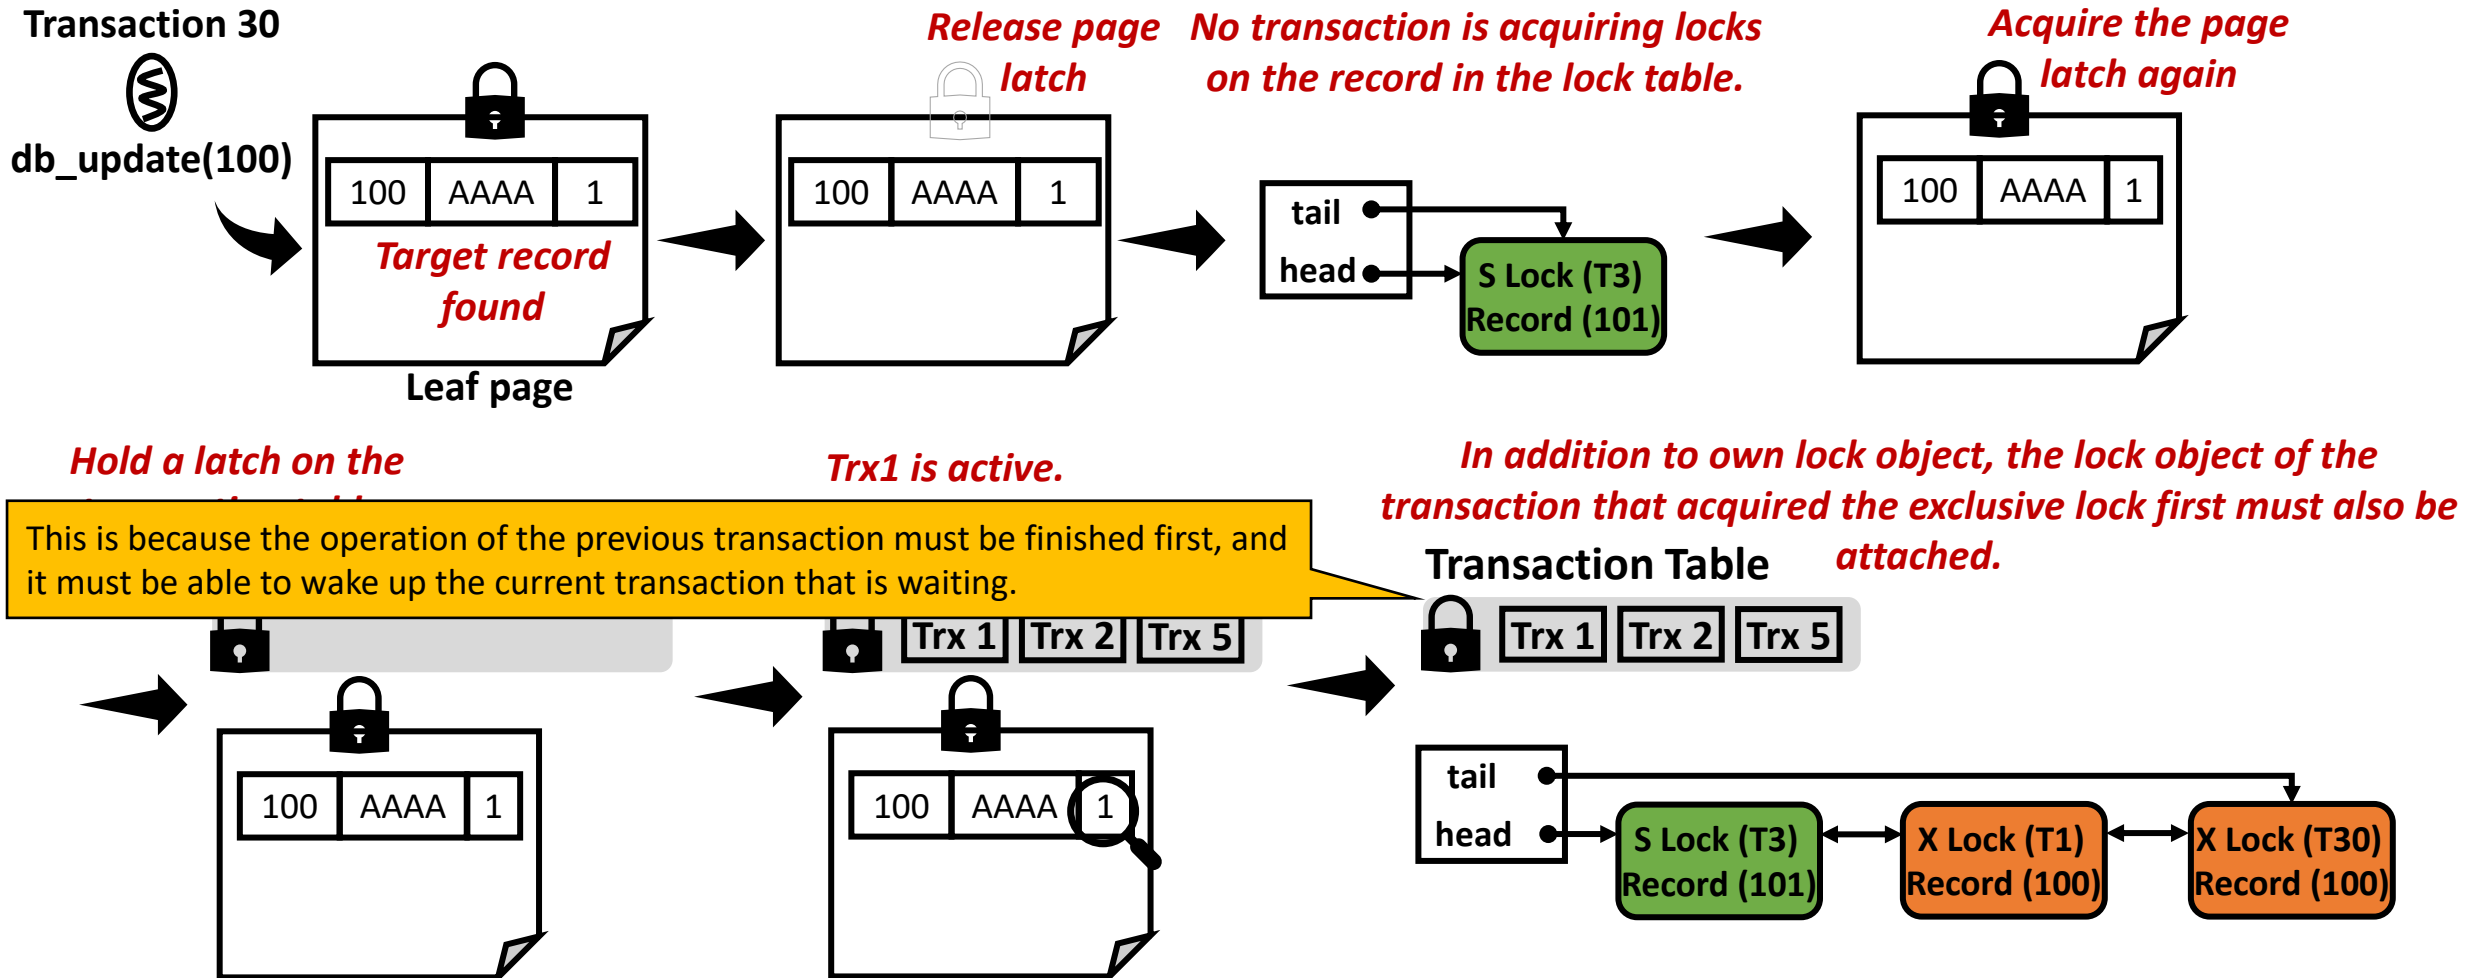 Transaction 30
db_update(100)
100 AAAA 1
Target record
found
Leaf page
Release page
latch
100 AAAA 1
No transaction is acquiring locks
on the record in the lock table.
tail
head
S Lock (T3)
Record (101)
Acquire the page
latch again
100 AAAA 1
Hold a latch on the
This is because the operation of the previous transaction must be finished first, and
it must be able to wake up the current transaction that is waiting.
100 AAAA 1
Trx1 is active.
Trx 1 Trx 2 Trx 5
100 AAAA 1
In addition to own lock object, the lock object of the
transaction that acquired the exclusive lock first must also be
attached.
Transaction Table
Trx 1 Trx 2 Trx 5
tail
head
S Lock (T3)
Record (101)
X Lock (T1)
Record (100)
X Lock (T30)
Record (100)